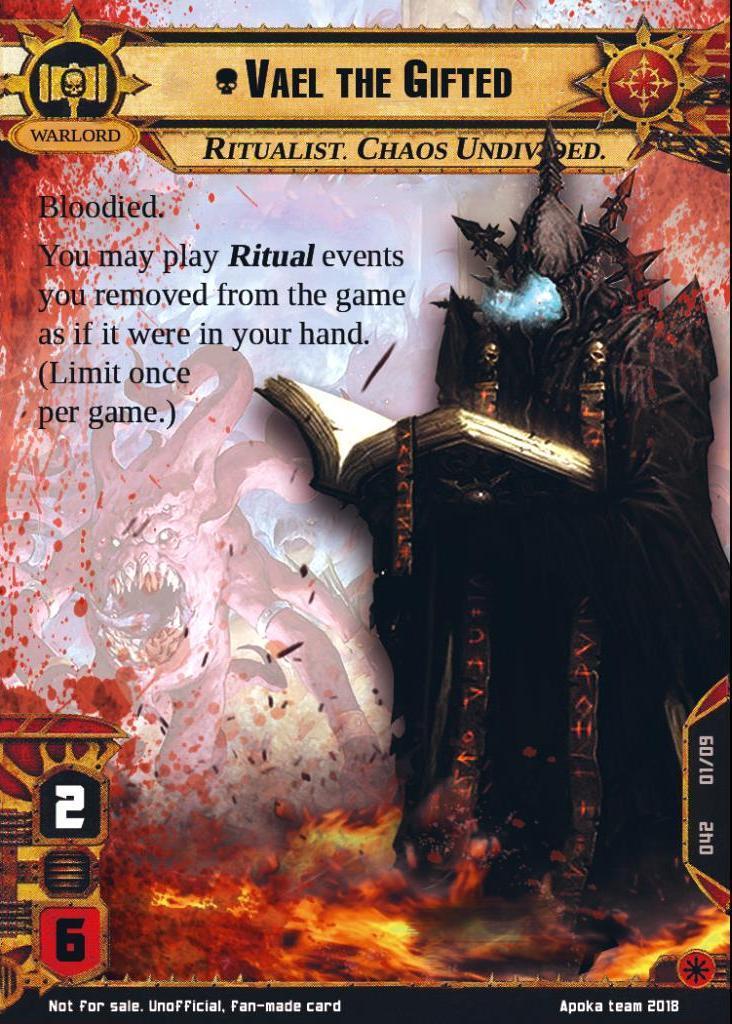 VAEL THE GIFTED
WARLORD
RITUALIST. CHAOS UNDIVIDED.
Bloodied.
You may play Ritual events
you removed from the game
as if it were in your hand.
(Limit once
per game.)
2
6
01/09
042
Not for sale. Unofficial, fan-made card
Apoka team 2018